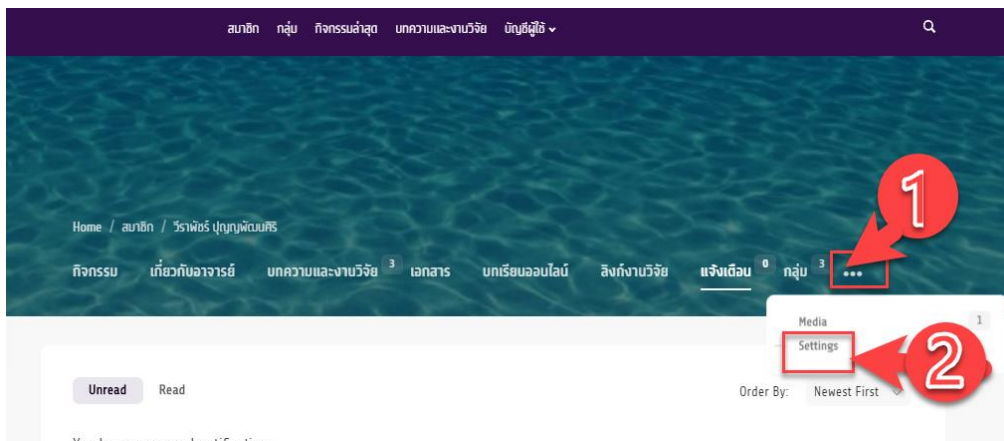 สมาชิก กลุ่ม กิจกรรมล่าสุด บทความและงานวิจัย บัญชีผู้ใช้
1
Home / สมาชิก / วีราพัชร์ ปุญญพัฒนศิริ
กิจกรรม เกี่ยวกับอาจารย์ บทความและงานวิจัย 3 เอกสาร บทเรียนออนไลน์ ลิงก์งานวิจัย แจ้งเตือน 0 กลุ่ม 3 •••
Media 1
Settings
2
Unread Read Order By: Newest First